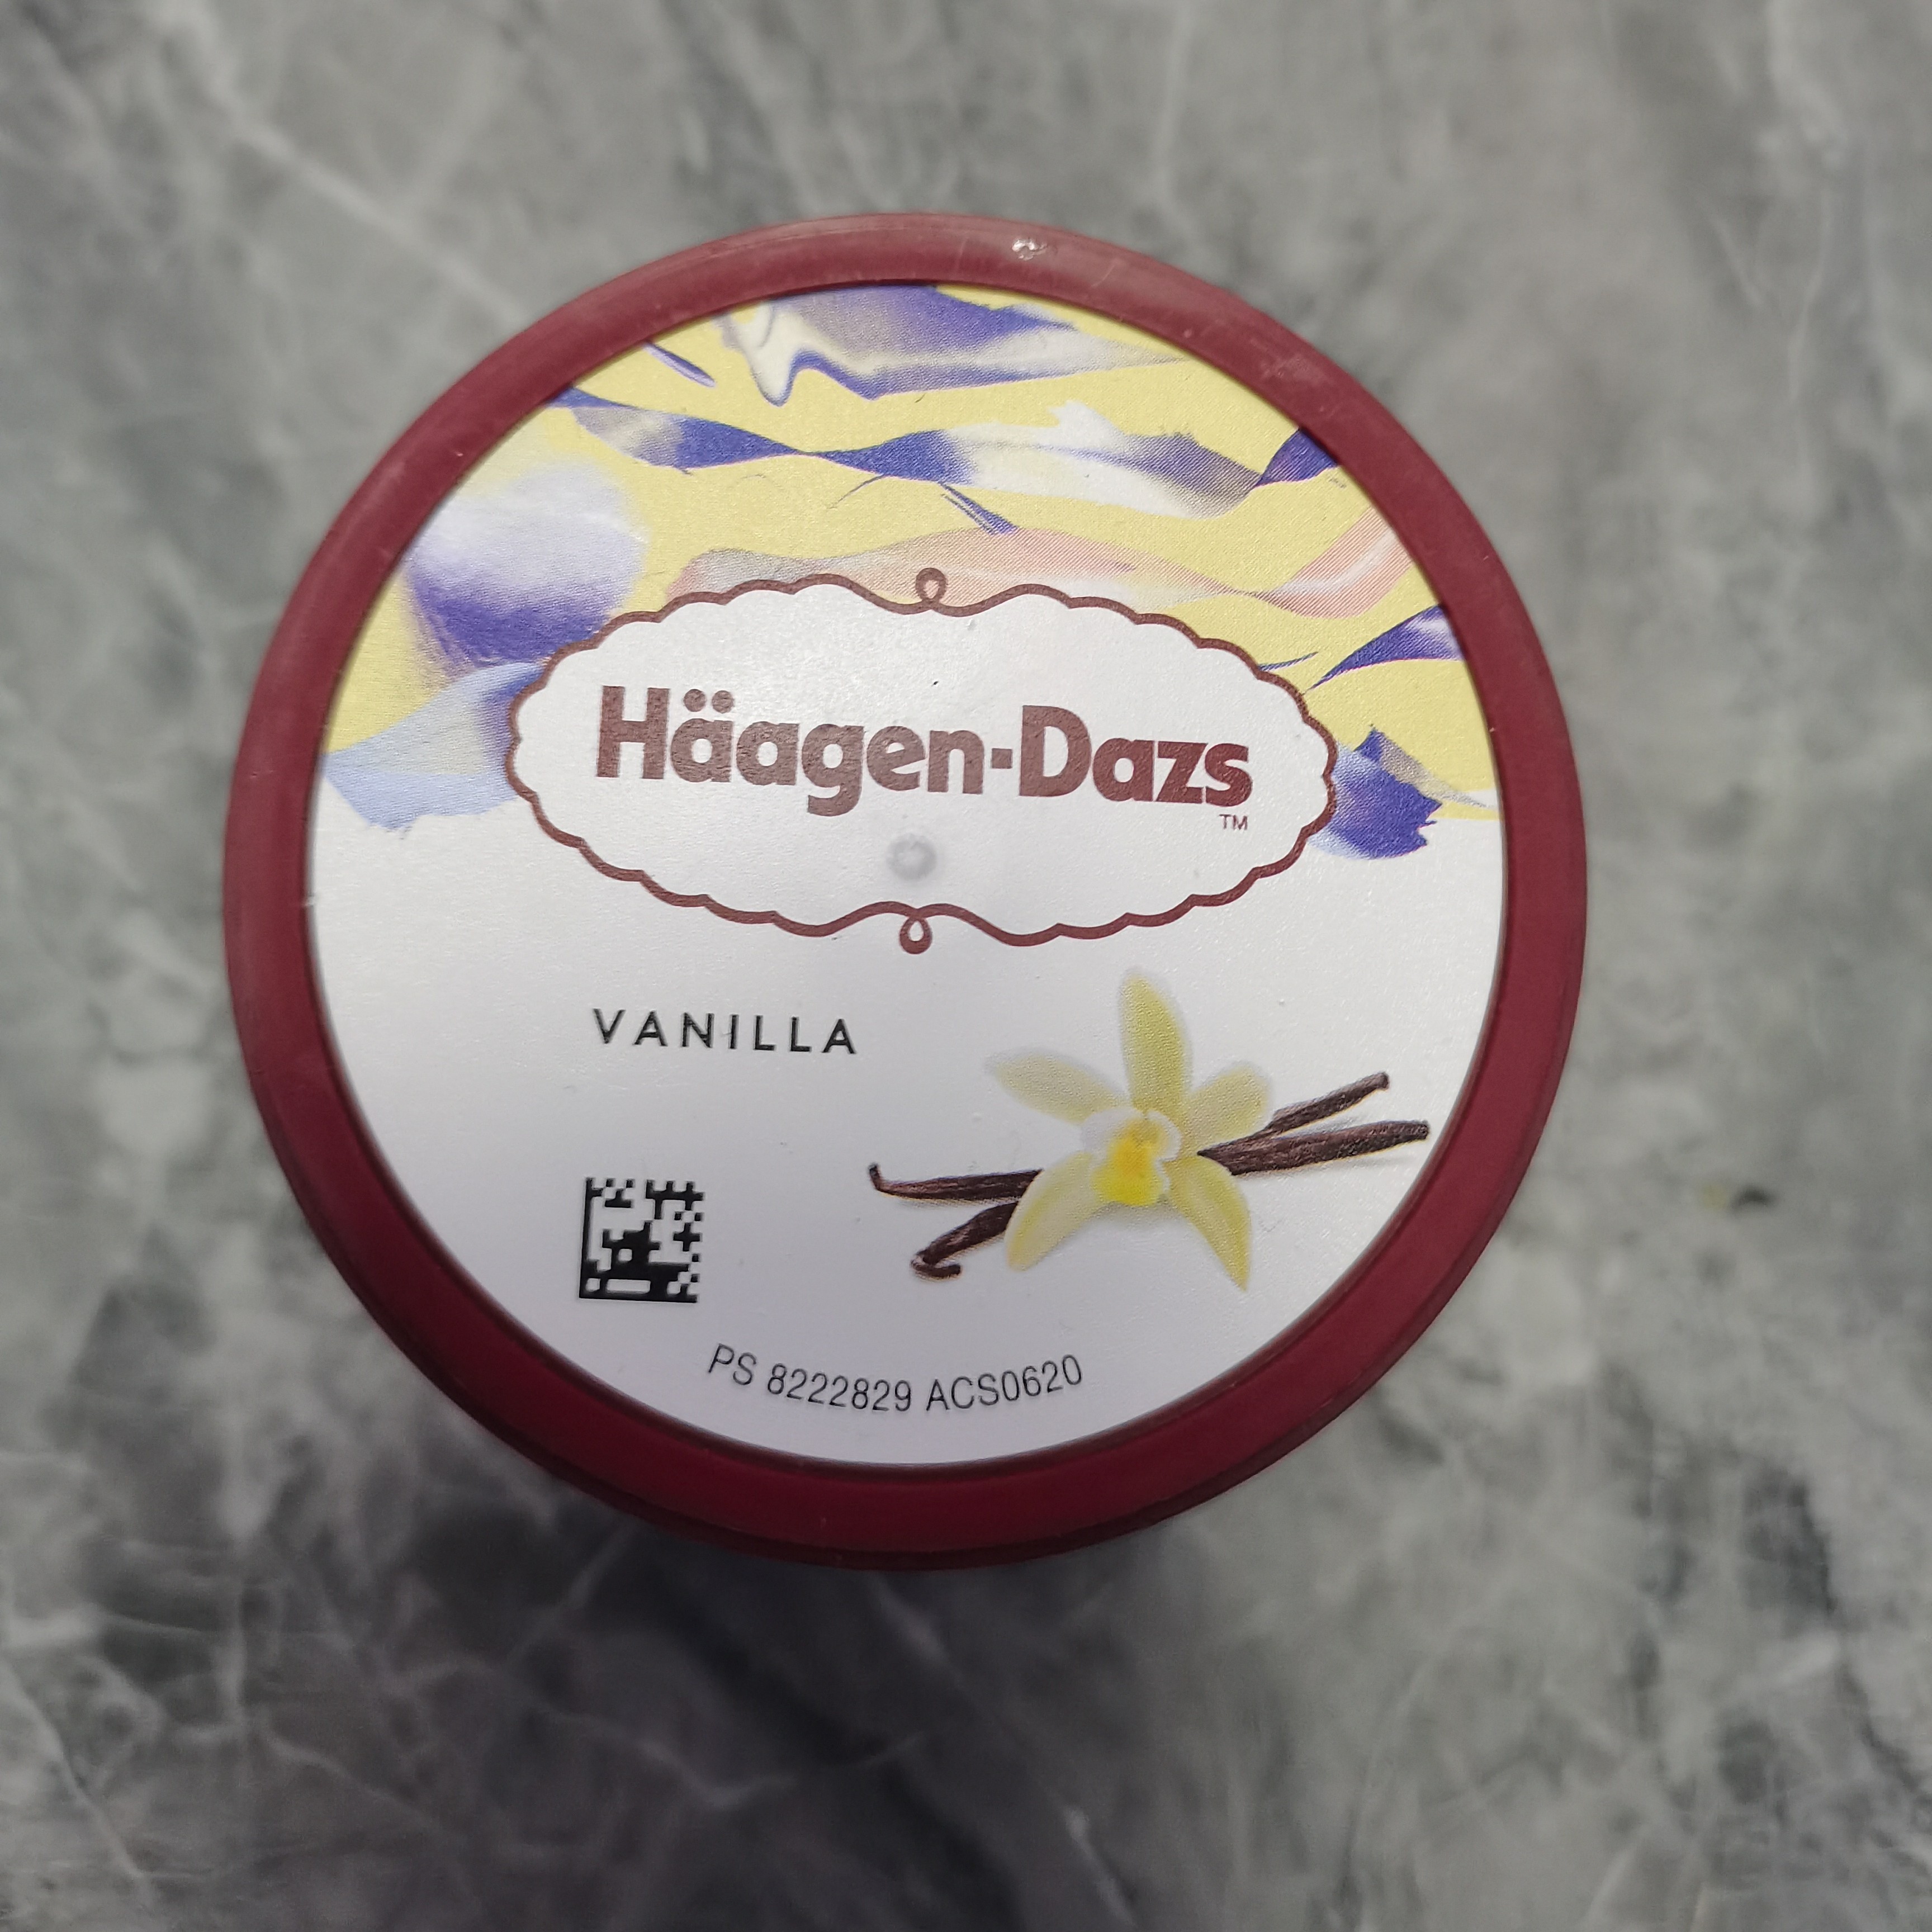 Häagen-Dazs
TM
VANILLA
PS 8222829 ACS0620